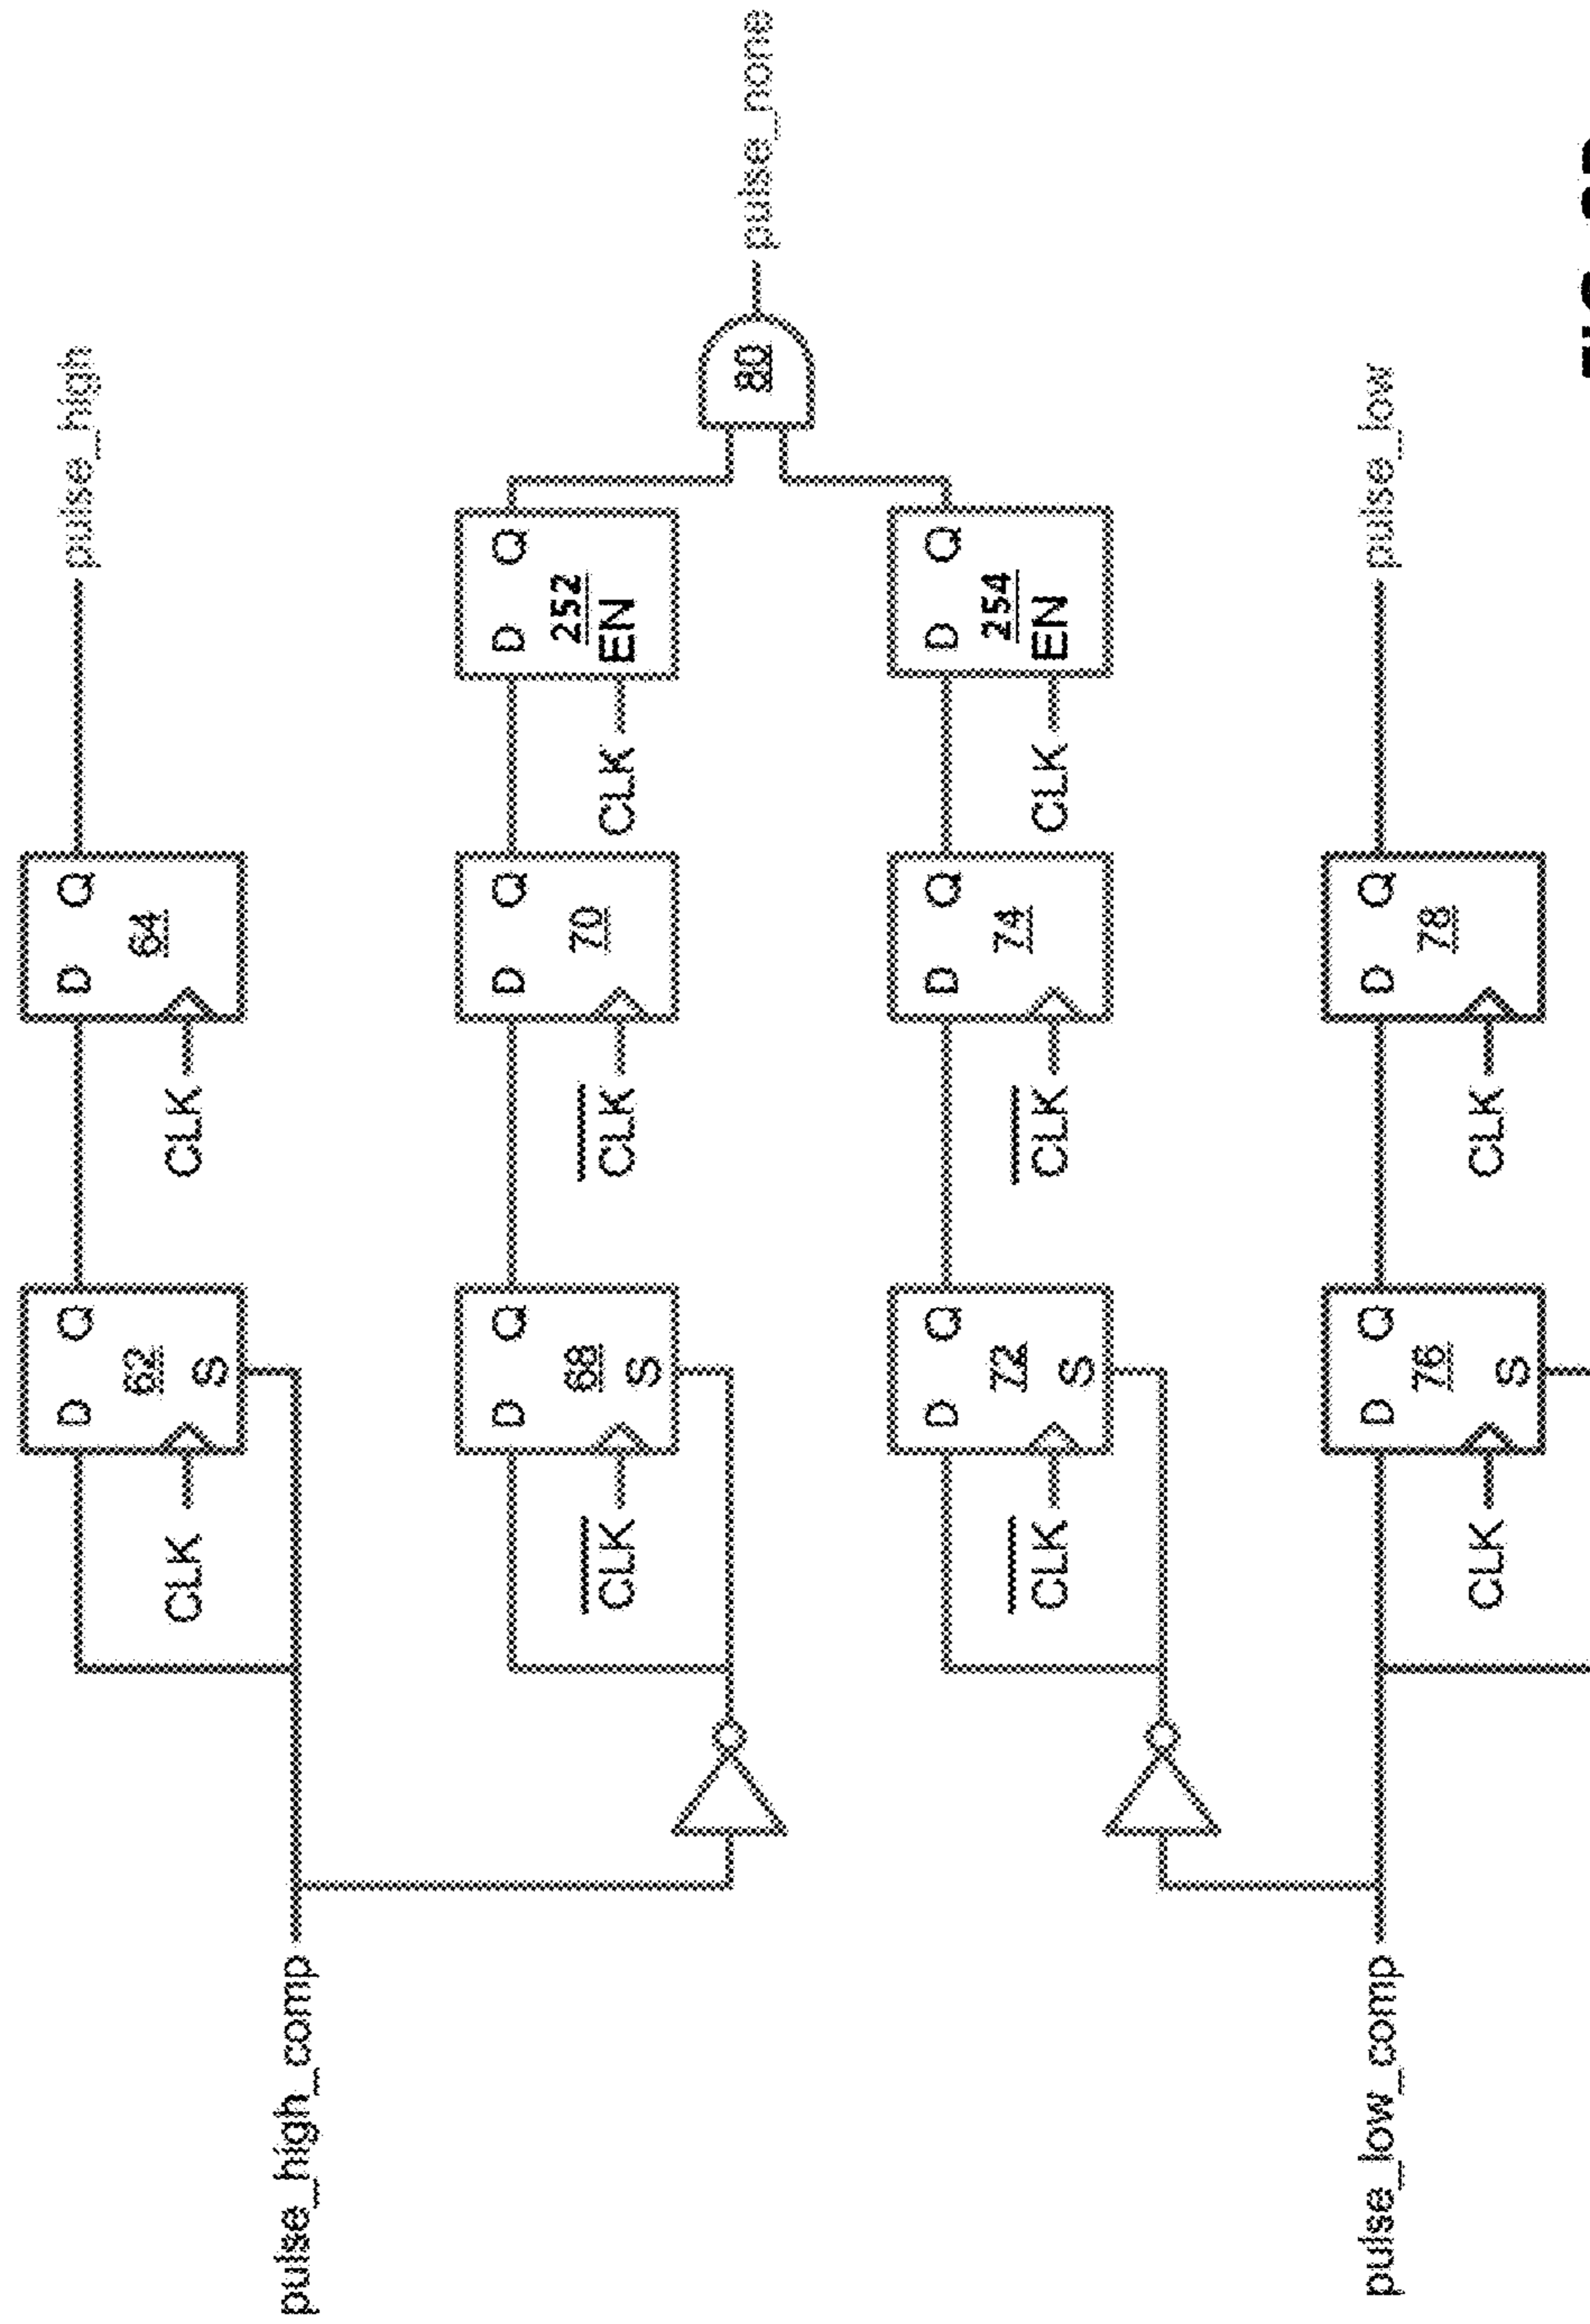 pulse_high_comp
D Q
62
S
CLK
D Q
64
CLK
pulse_high
D Q
68
S
CLK
D Q
70
CLK
D Q
252
EN
CLK
80
pulse_none
D Q
72
S
CLK
D Q
74
CLK
D Q
254
EN
CLK
pulse_low_comp
D Q
76
S
CLK
D Q
78
CLK
pulse_low